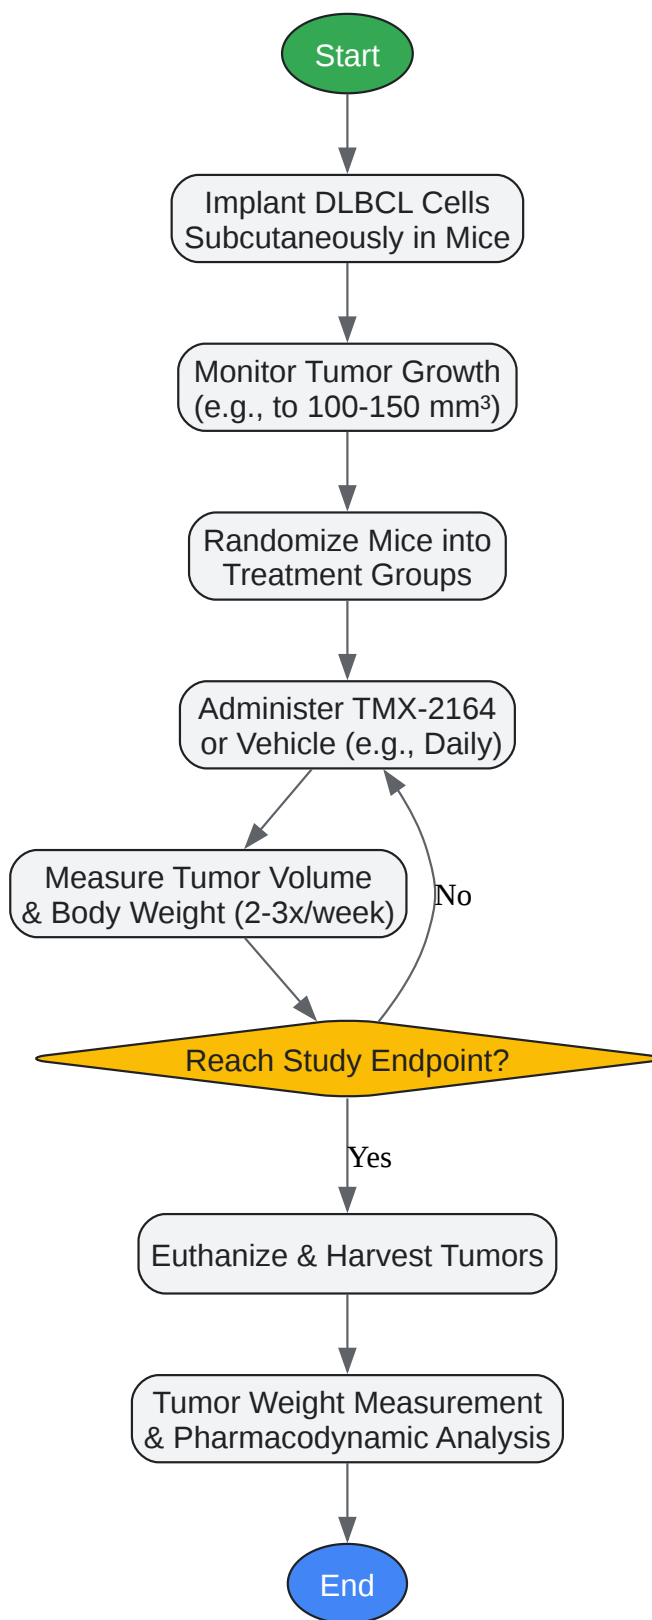 Start
Implant DLBCL Cells
Subcutaneously in Mice
Monitor Tumor Growth
(e.g., to 100-150 mm³)
Randomize Mice into
Treatment Groups
Administer TMX-2164
or Vehicle (e.g., Daily)
Measure Tumor Volume
& Body Weight (2-3x/week)
No
Reach Study Endpoint?
Yes
Euthanize & Harvest Tumors
Tumor Weight Measurement
& Pharmacodynamic Analysis
End